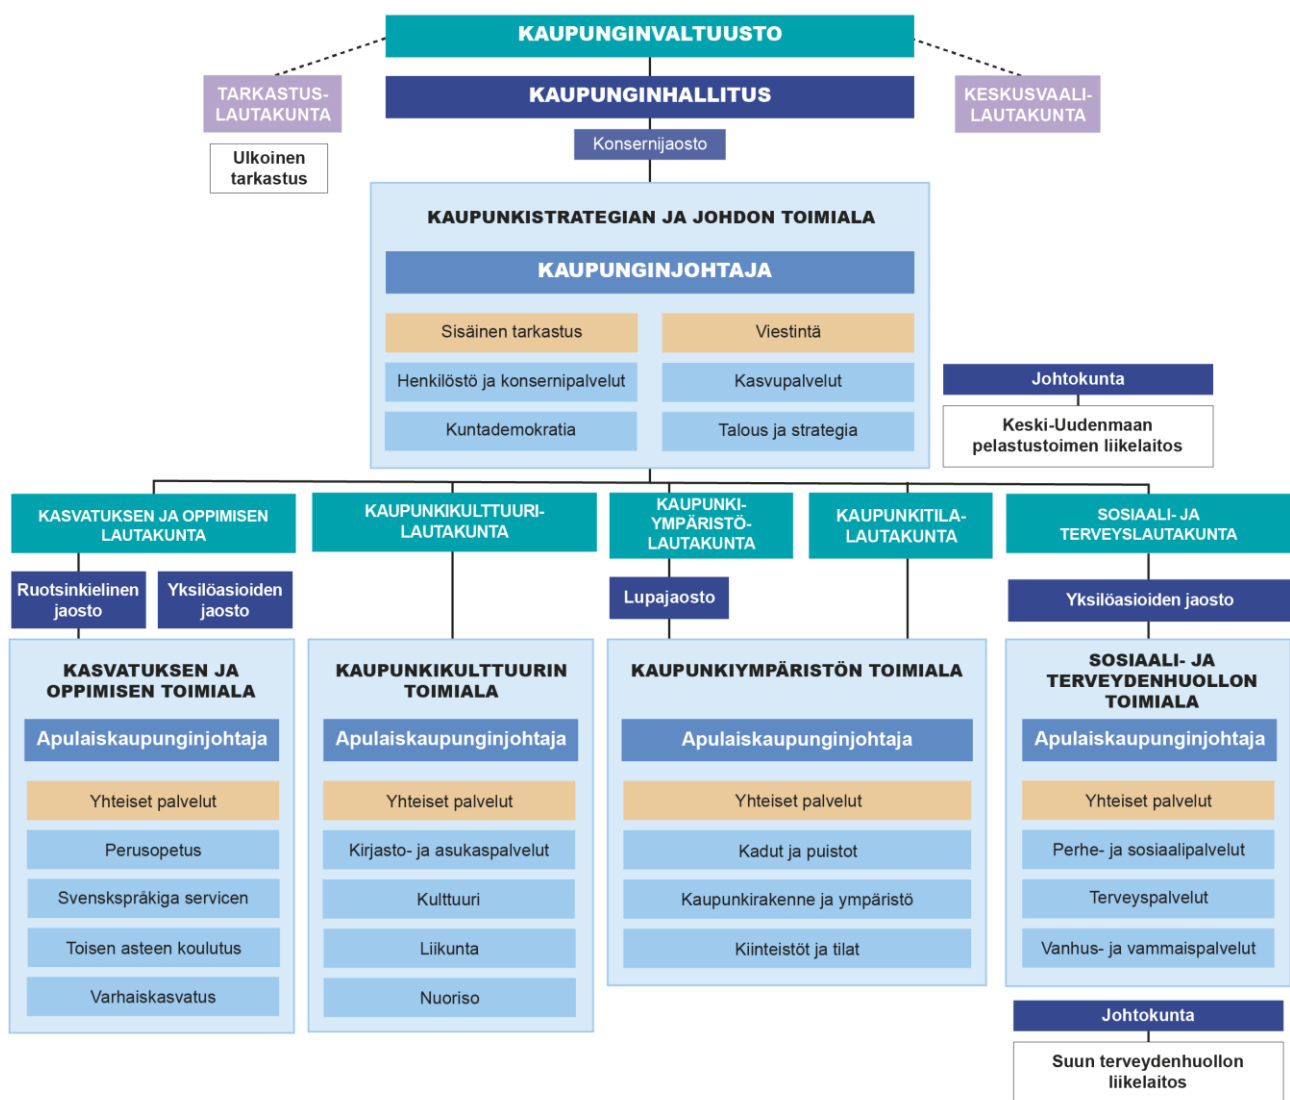 KAUPUNGINVALTUUSTO
TARKASTUS-
LAUTAKUNTA
KAUPUNGINHALLITUS
KESKUSVAALI-
LAUTAKUNTA
Ulkoinen
tarkastus
Konsernijaosto
KAUPUNKISTRATEGIAN JA JOHDON TOIMIALA
KAUPUNGINJOHTAJA
Sisäinen tarkastus
Viestintä
Henkilöstö ja konsernipalvelut
Kasvupalvelut
Kuntademokratia
Talous ja strategia
Johtokunta
Keski-Uudenmaan
pelastustoimen liikelaitos
KASVATUKSEN JA OPPIMISEN
LAUTAKUNTA
KAUPUNKIKULTTUURI-
LAUTAKUNTA
KAUPUNKI-
YMPÄRISTÖ-
LAUTAKUNTA
KAUPUNKITILA-
LAUTAKUNTA
SOSIAALI- JA
TERVEYSLAUTAKUNTA
Ruotsinkielinen
jaosto
Yksilöasioiden
jaosto
Lupajaosto
Yksilöasioiden jaosto
KASVATUKSEN JA
OPPIMISEN TOIMIALA
Apulaiskaupunginjohtaja
Yhteiset palvelut
Perusopetus
Svenskspråkiga servicen
Toisen asteen koulutus
Varhaiskasvatus
KAUPUNKIKULTTUURIN
TOIMIALA
Apulaiskaupunginjohtaja
Yhteiset palvelut
Kirjasto- ja asukaspalvelut
Kulttuuri
Liikunta
Nuoriso
KAUPUNKIYMPÄRISTÖN TOIMIALA
Apulaiskaupunginjohtaja
Yhteiset palvelut
Kadut ja puistot
Kaupunkirakenne ja ympäristö
Kiinteistöt ja tilat
SOSIAALI- JA
TERVEYDENHUOLLON
TOIMIALA
Apulaiskaupunginjohtaja
Yhteiset palvelut
Perhe- ja sosiaalipalvelut
Terveyspalvelut
Vanhus- ja vammaispalvelut
Johtokunta
Suun terveydenhuollon
liikelaitos